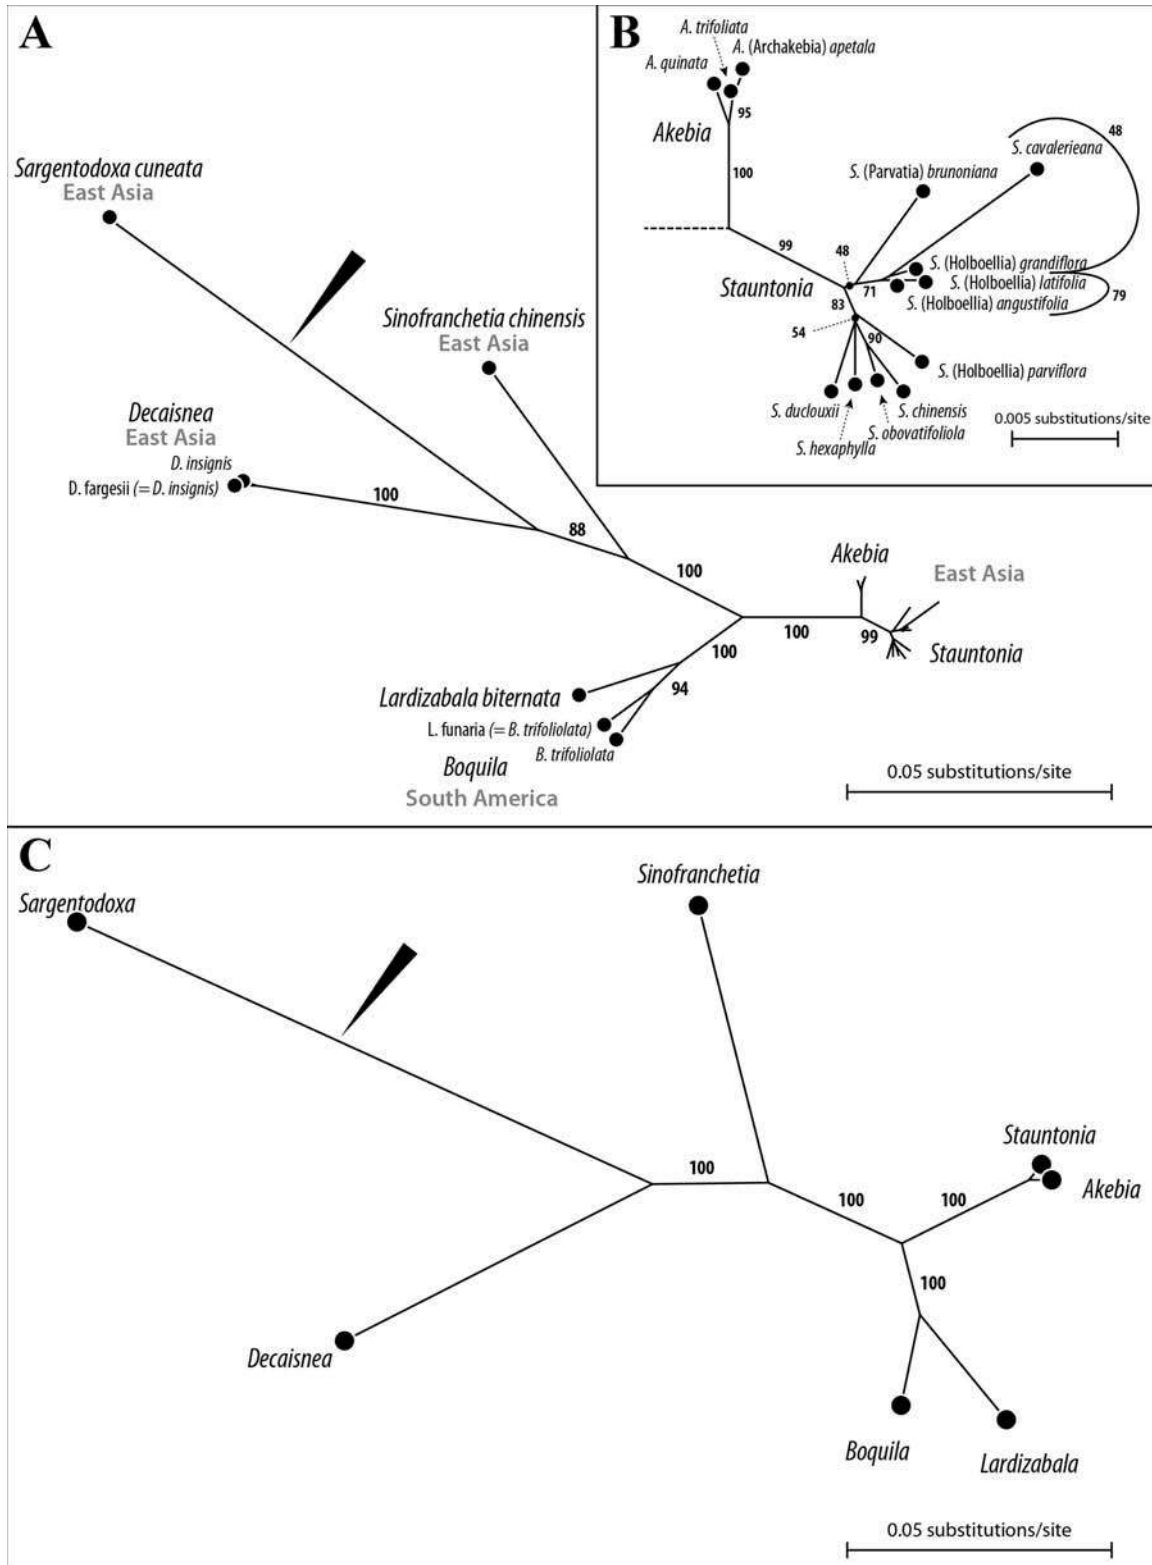 A
Sargentodoxa cuneata
East Asia
Sinofranchetia chinensis
East Asia
Decaisnea
East Asia
D. insignis
D. fargesii (= D. insignis)
100
88
100
100
99
Akebia
East Asia
Stauntonia
100
94
Lardizabala biternata
L. funaria (= B. trifoliolata)
B. trifoliolata
Boquila
South America
0.05 substitutions/site
B
A. trifoliata
A. (Archakebia) apetala
A. quinata
95
Akebia
100
99
48
S. cavalerieana
S. (Parvatia) brunoniana
48
Stauntonia
71
83
S. (Holboellia) grandiflora
S. (Holboellia) latifolia
S. (Holboellia) angustifolia
79
54
90
S. (Holboellia) parviflora
S. duclouxii
S. chinensis
S. obovatifoliola
S. hexaphylla
0.005 substitutions/site
C
Sargentodoxa
Sinofranchetia
Stauntonia
Akebia
100
100
100
100
Decaisnea
Boquila
Lardizabala
0.05 substitutions/site